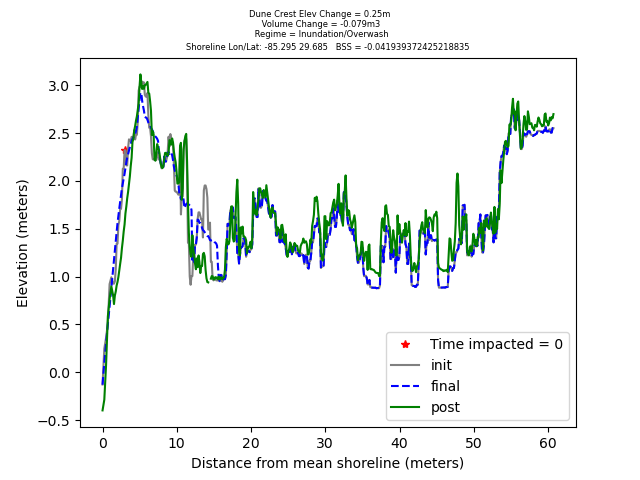 Dune Crest Elev Change = 0.25m
Volume Change = -0.079m3
Regime = Inundation/Overwash
Shoreline Lon/Lat: -85.295 29.685   BSS = -0.041939372425218835
3.0
2.5
2.0
1.5
1.0
0.5
0.0
−0.5
Elevation (meters)
Time impacted = 0
init
final
post
0 10 20 30 40 50 60
Distance from mean shoreline (meters)